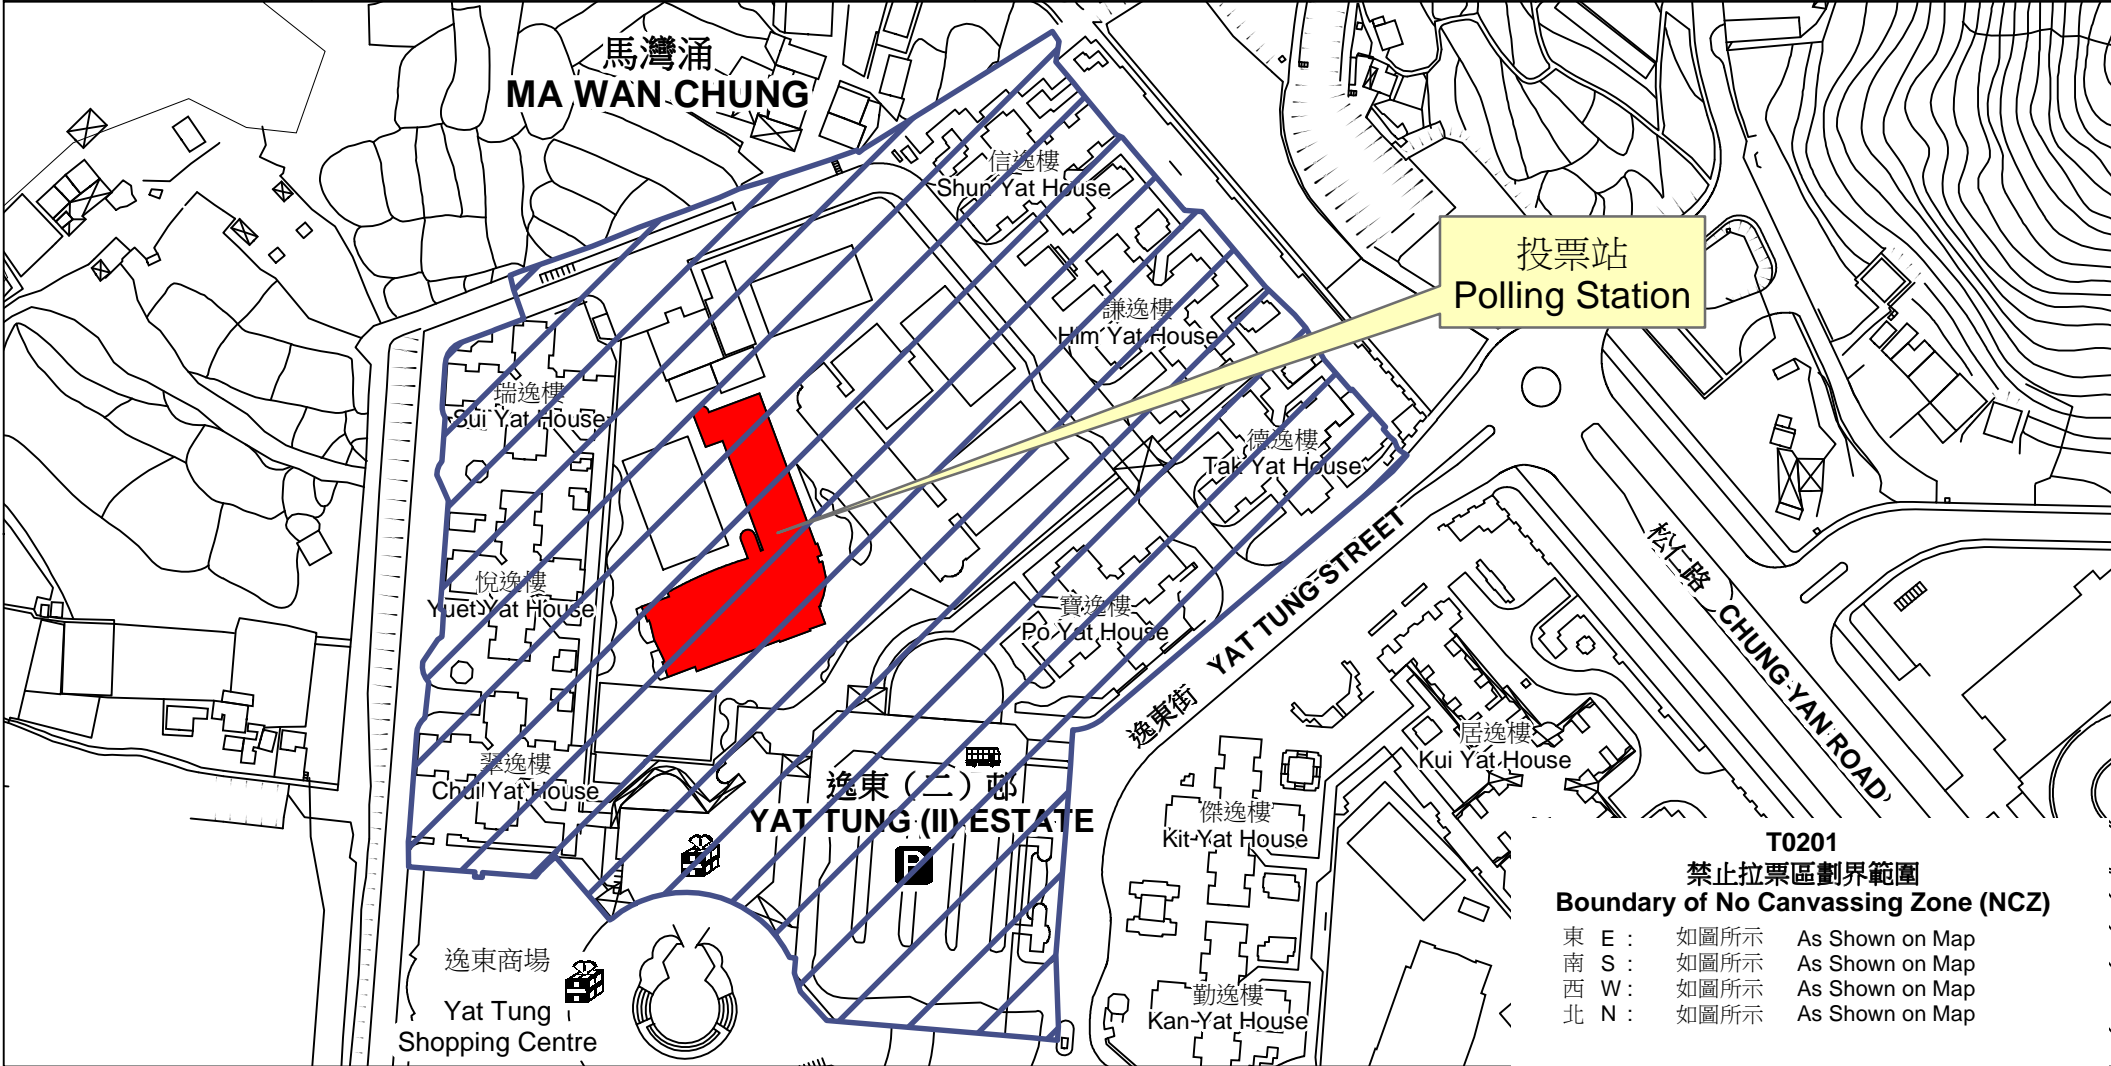 馬灣涌
MA WAN CHUNG
信逸樓
Shun Yat House
投票站
Polling Station
謙逸樓
Him Yat House
瑞逸樓
Sui Yat House
德逸樓
Tak Yat House
悅逸樓
Yuet Yat House
寶逸樓
Po Yat House
逸東街 YAT TUNG STREET
松仁路 CHUNG YAN ROAD
居逸樓
Kui Yat House
翠逸樓
Chui Yat House
逸東（二）邨
YAT TUNG (II) ESTATE
P
傑逸樓
Kit Yat House
逸東商場
Yat Tung
Shopping Centre
勤逸樓
Kan Yat House
T0201
禁止拉票區劃界範圍
Boundary of No Canvassing Zone (NCZ)
東 E : 如圖所示 As Shown on Map
南 S : 如圖所示 As Shown on Map
西 W : 如圖所示 As Shown on Map
北 N : 如圖所示 As Shown on Map